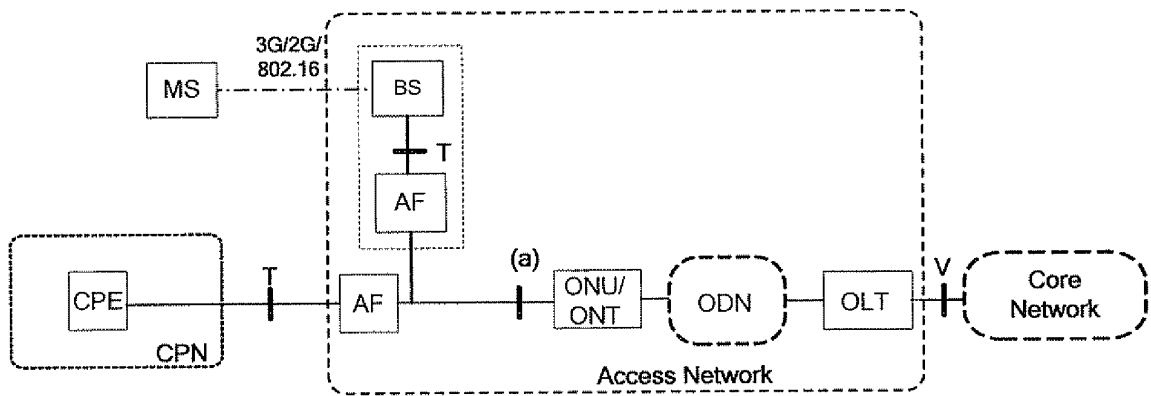 3G/2G/
802.16
MS
BS
T
AF
(a)
T
V
CPE
AF
ONU/
ONT
ODN
OLT
Core
Network
CPN
Access Network